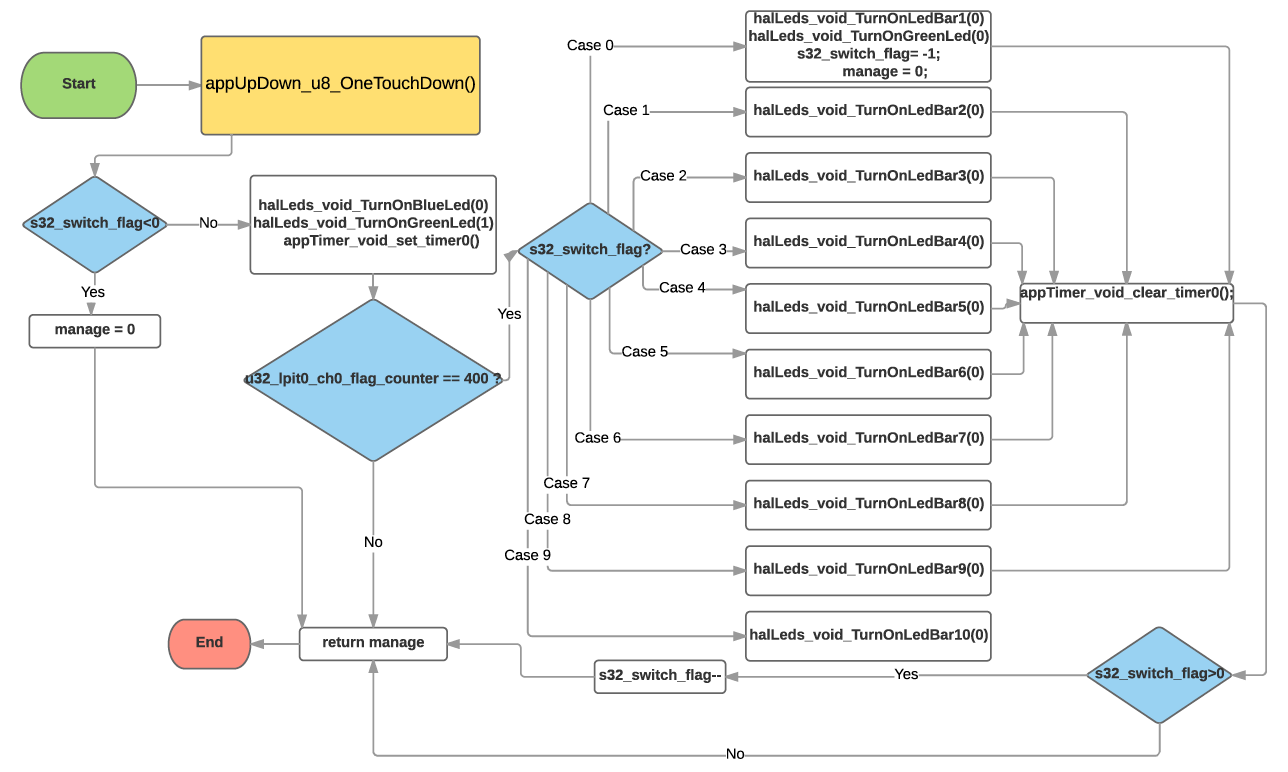 Start
appUpDown_u8_OneTouchDown()
s32_switch_flag<0
No
Yes
manage = 0
halLeds_void_TurnOnBlueLed(0)
halLeds_void_TurnOnGreenLed(1)
appTimer_void_set_timer0()
u32_lpit0_ch0_flag_counter == 400 ?
Yes
No
s32_switch_flag?
Case 0
halLeds_void_TurnOnLedBar1(0)
halLeds_void_TurnOnGreenLed(0)
s32_switch_flag= -1;
manage = 0;
Case 1
halLeds_void_TurnOnLedBar2(0)
Case 2
halLeds_void_TurnOnLedBar3(0)
Case 3
halLeds_void_TurnOnLedBar4(0)
Case 4
halLeds_void_TurnOnLedBar5(0)
Case 5
halLeds_void_TurnOnLedBar6(0)
Case 6
halLeds_void_TurnOnLedBar7(0)
Case 7
halLeds_void_TurnOnLedBar8(0)
Case 8
halLeds_void_TurnOnLedBar9(0)
Case 9
halLeds_void_TurnOnLedBar10(0)
appTimer_void_clear_timer0();
s32_switch_flag>0
Yes
s32_switch_flag--
No
return manage
End